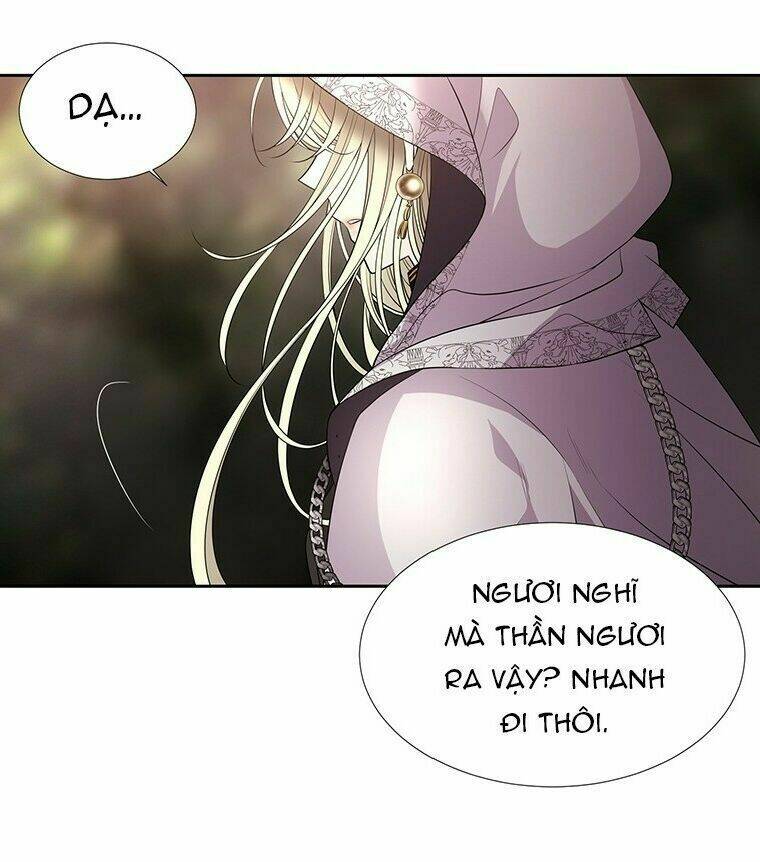 DẠ...
NGƯƠI NGHĨ
MÀ THẦN NGƯƠI
RA VẬY? NHANH
ĐI THÔI.